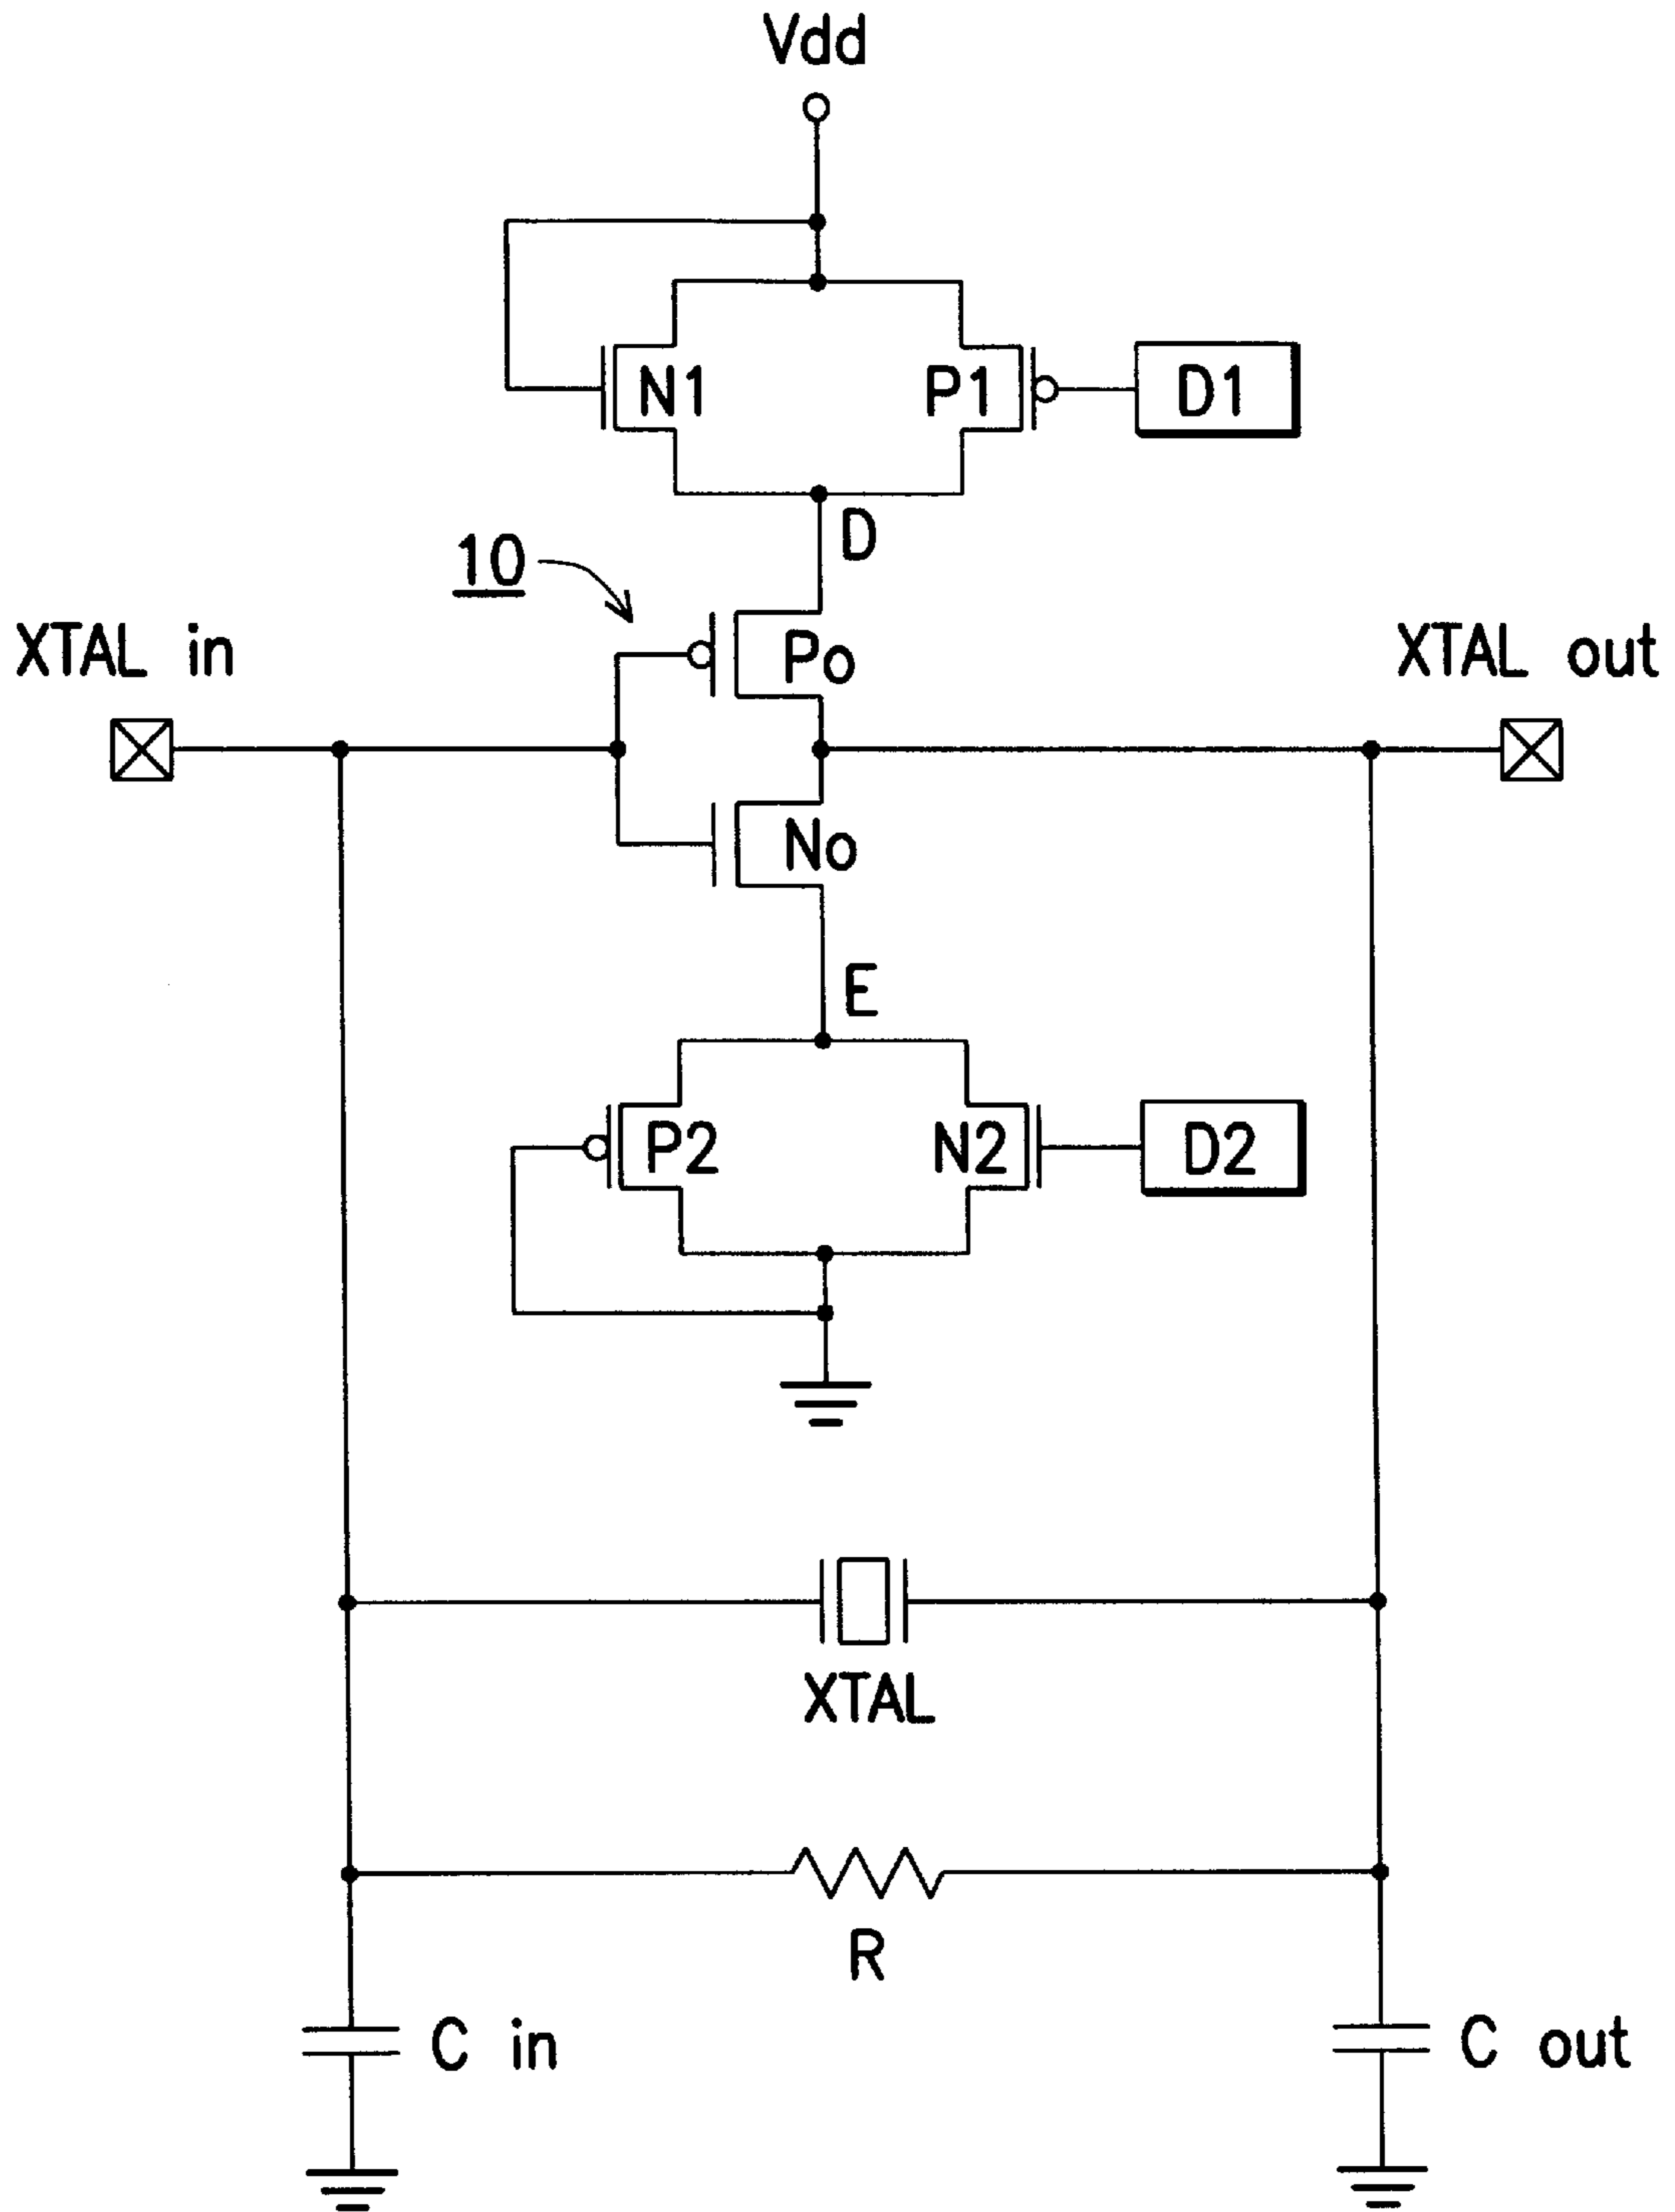 Vdd
N1
P1
D1
D
10
XTAL in
Po
XTAL out
No
E
P2
N2
D2
XTAL
R
C in
C out